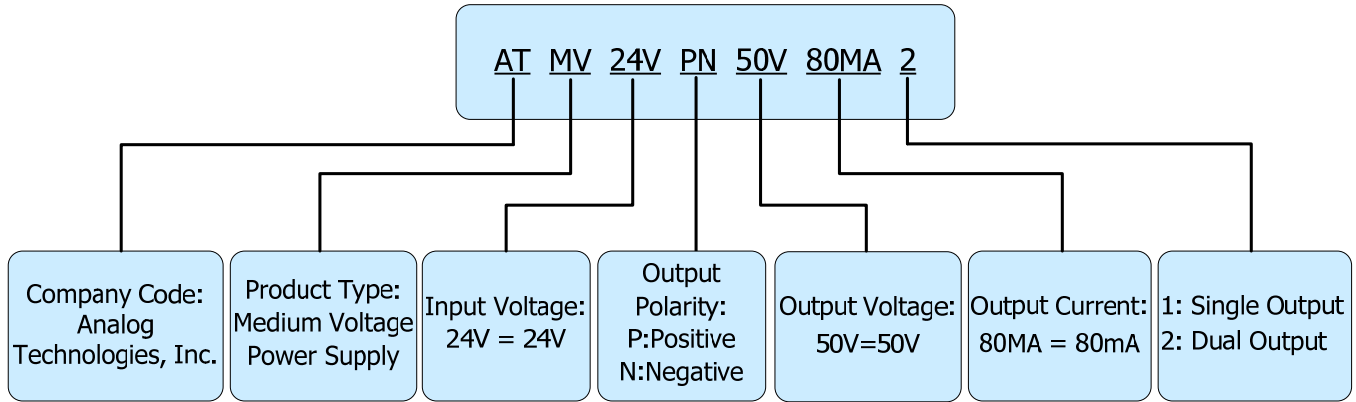 AT MV 24V PN 50V 80MA 2
Company Code:
Analog
Technologies, Inc.
Product Type:
Medium Voltage
Power Supply
Input Voltage:
24V = 24V
Output
Polarity:
P:Positive
N:Negative
Output Voltage:
50V=50V
Output Current:
80MA = 80mA
1: Single Output
2: Dual Output